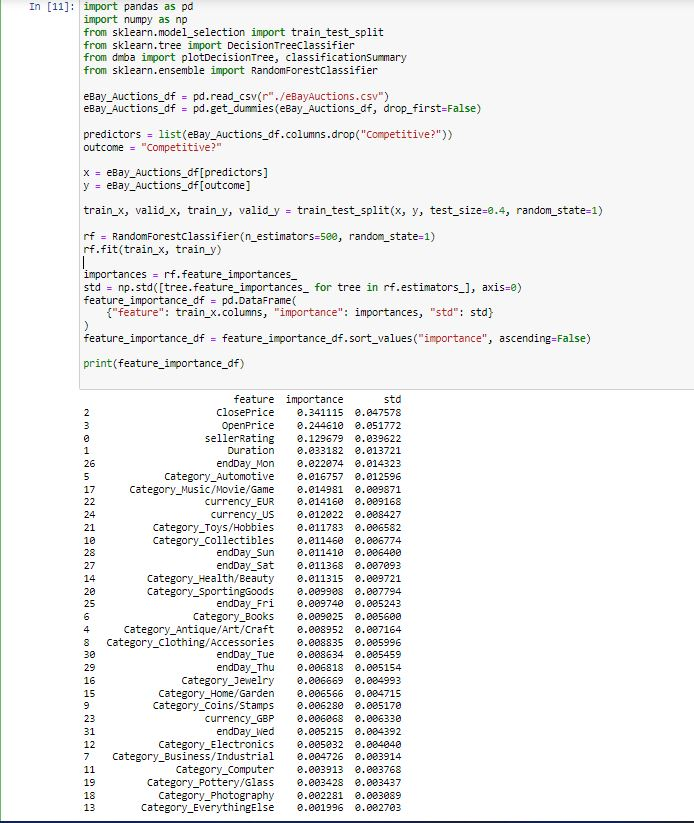 In [11]: import pandas as pd
import numpy as np
from sklearn.model_selection import train_test_split
from sklearn.tree import DecisionTreeClassifier
from dmba import plotDecisionTree, classificationSummary
from sklearn.ensemble import RandomForestClassifier
eBay_Auctions_df = pd.read_csv(r"./eBayAuctions.csv")
eBay_Auctions_df = pd.get_dummies(eBay_Auctions_df, drop_first=False)
predictors = list(eBay_Auctions_df.columns.drop("Competitive?"))
outcome = "Competitive?"
x = eBay_Auctions_df[predictors]
y = eBay_Auctions_df[outcome]
train_x, valid_x, train_y, valid_y = train_test_split(x, y, test_size=0.4, random_state=1)
rf = RandomForestClassifier(n_estimators=500, random_state=1)
rf.fit(train_x, train_y)
importances = rf.feature_importances_
std = np.std([tree.feature_importances_ for tree in rf.estimators_], axis=0)
feature_importance_df = pd.DataFrame(
{"feature": train_x.columns, "importance": importances, "std": std}
)
feature_importance_df = feature_importance_df.sort_values("importance", ascending=False)
print(feature_importance_df)
feature importance std
2 ClosePrice 0.341115 0.047578
3 OpenPrice 0.244610 0.051772
0 sellerRating 0.129679 0.039622
1 Duration 0.033182 0.013721
26 endDay_Mon 0.022074 0.014323
5 Category_Automotive 0.016757 0.012596
17 Category_Music/Movie/Game 0.014981 0.009871
22 currency_EUR 0.014160 0.009168
24 currency_US 0.012022 0.008427
21 Category_Toys/Hobbies 0.011783 0.006582
10 Category_Collectibles 0.011460 0.006774
28 endDay_Sun 0.011410 0.006400
27 endDay_Sat 0.011368 0.007093
14 Category_Health/Beauty 0.011315 0.009721
20 Category_SportingGoods 0.009908 0.007794
25 endDay_Fri 0.009740 0.005243
6 Category_Books 0.009025 0.005600
4 Category_Antique/Art/Craft 0.008952 0.007164
8 Category_Clothing/Accessories 0.008835 0.005996
30 endDay_Tue 0.008634 0.005459
29 endDay_Thu 0.006818 0.005154
16 Category_Jewelry 0.006669 0.004993
15 Category_Home/Garden 0.006566 0.004715
9 Category_Coins/Stamps 0.006280 0.005170
23 currency_GBP 0.006068 0.006330
31 endDay_Wed 0.005215 0.004392
12 Category_Electronics 0.005032 0.004040
7 Category_Business/Industrial 0.004726 0.003914
11 Category_Computer 0.003913 0.003768
19 Category_Pottery/Glass 0.003428 0.003437
18 Category_Photography 0.002281 0.003089
13 Category_EverythingElse 0.001996 0.002703